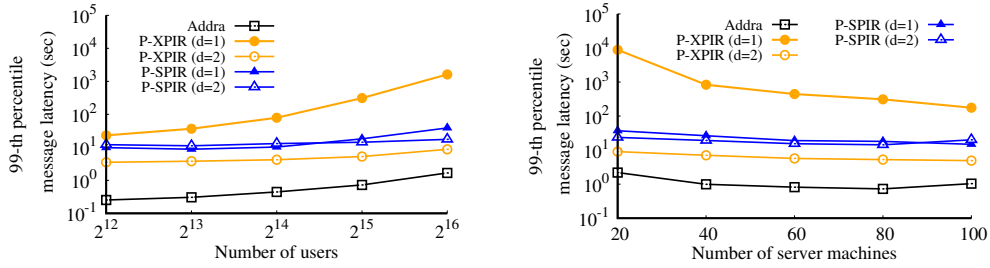 99-th percentile
message latency (sec)
10^5
10^4
10^3
10^2
10^1
10^0
10^-1
Addra
P-XPIR (d=1)
P-XPIR (d=2)
P-SPIR (d=1)
P-SPIR (d=2)
2^12 2^13 2^14 2^15 2^16
Number of users
99-th percentile
message latency (sec)
10^5
10^4
10^3
10^2
10^1
10^0
10^-1
Addra
P-XPIR (d=1)
P-XPIR (d=2)
P-SPIR (d=1)
P-SPIR (d=2)
20 40 60 80 100
Number of server machines